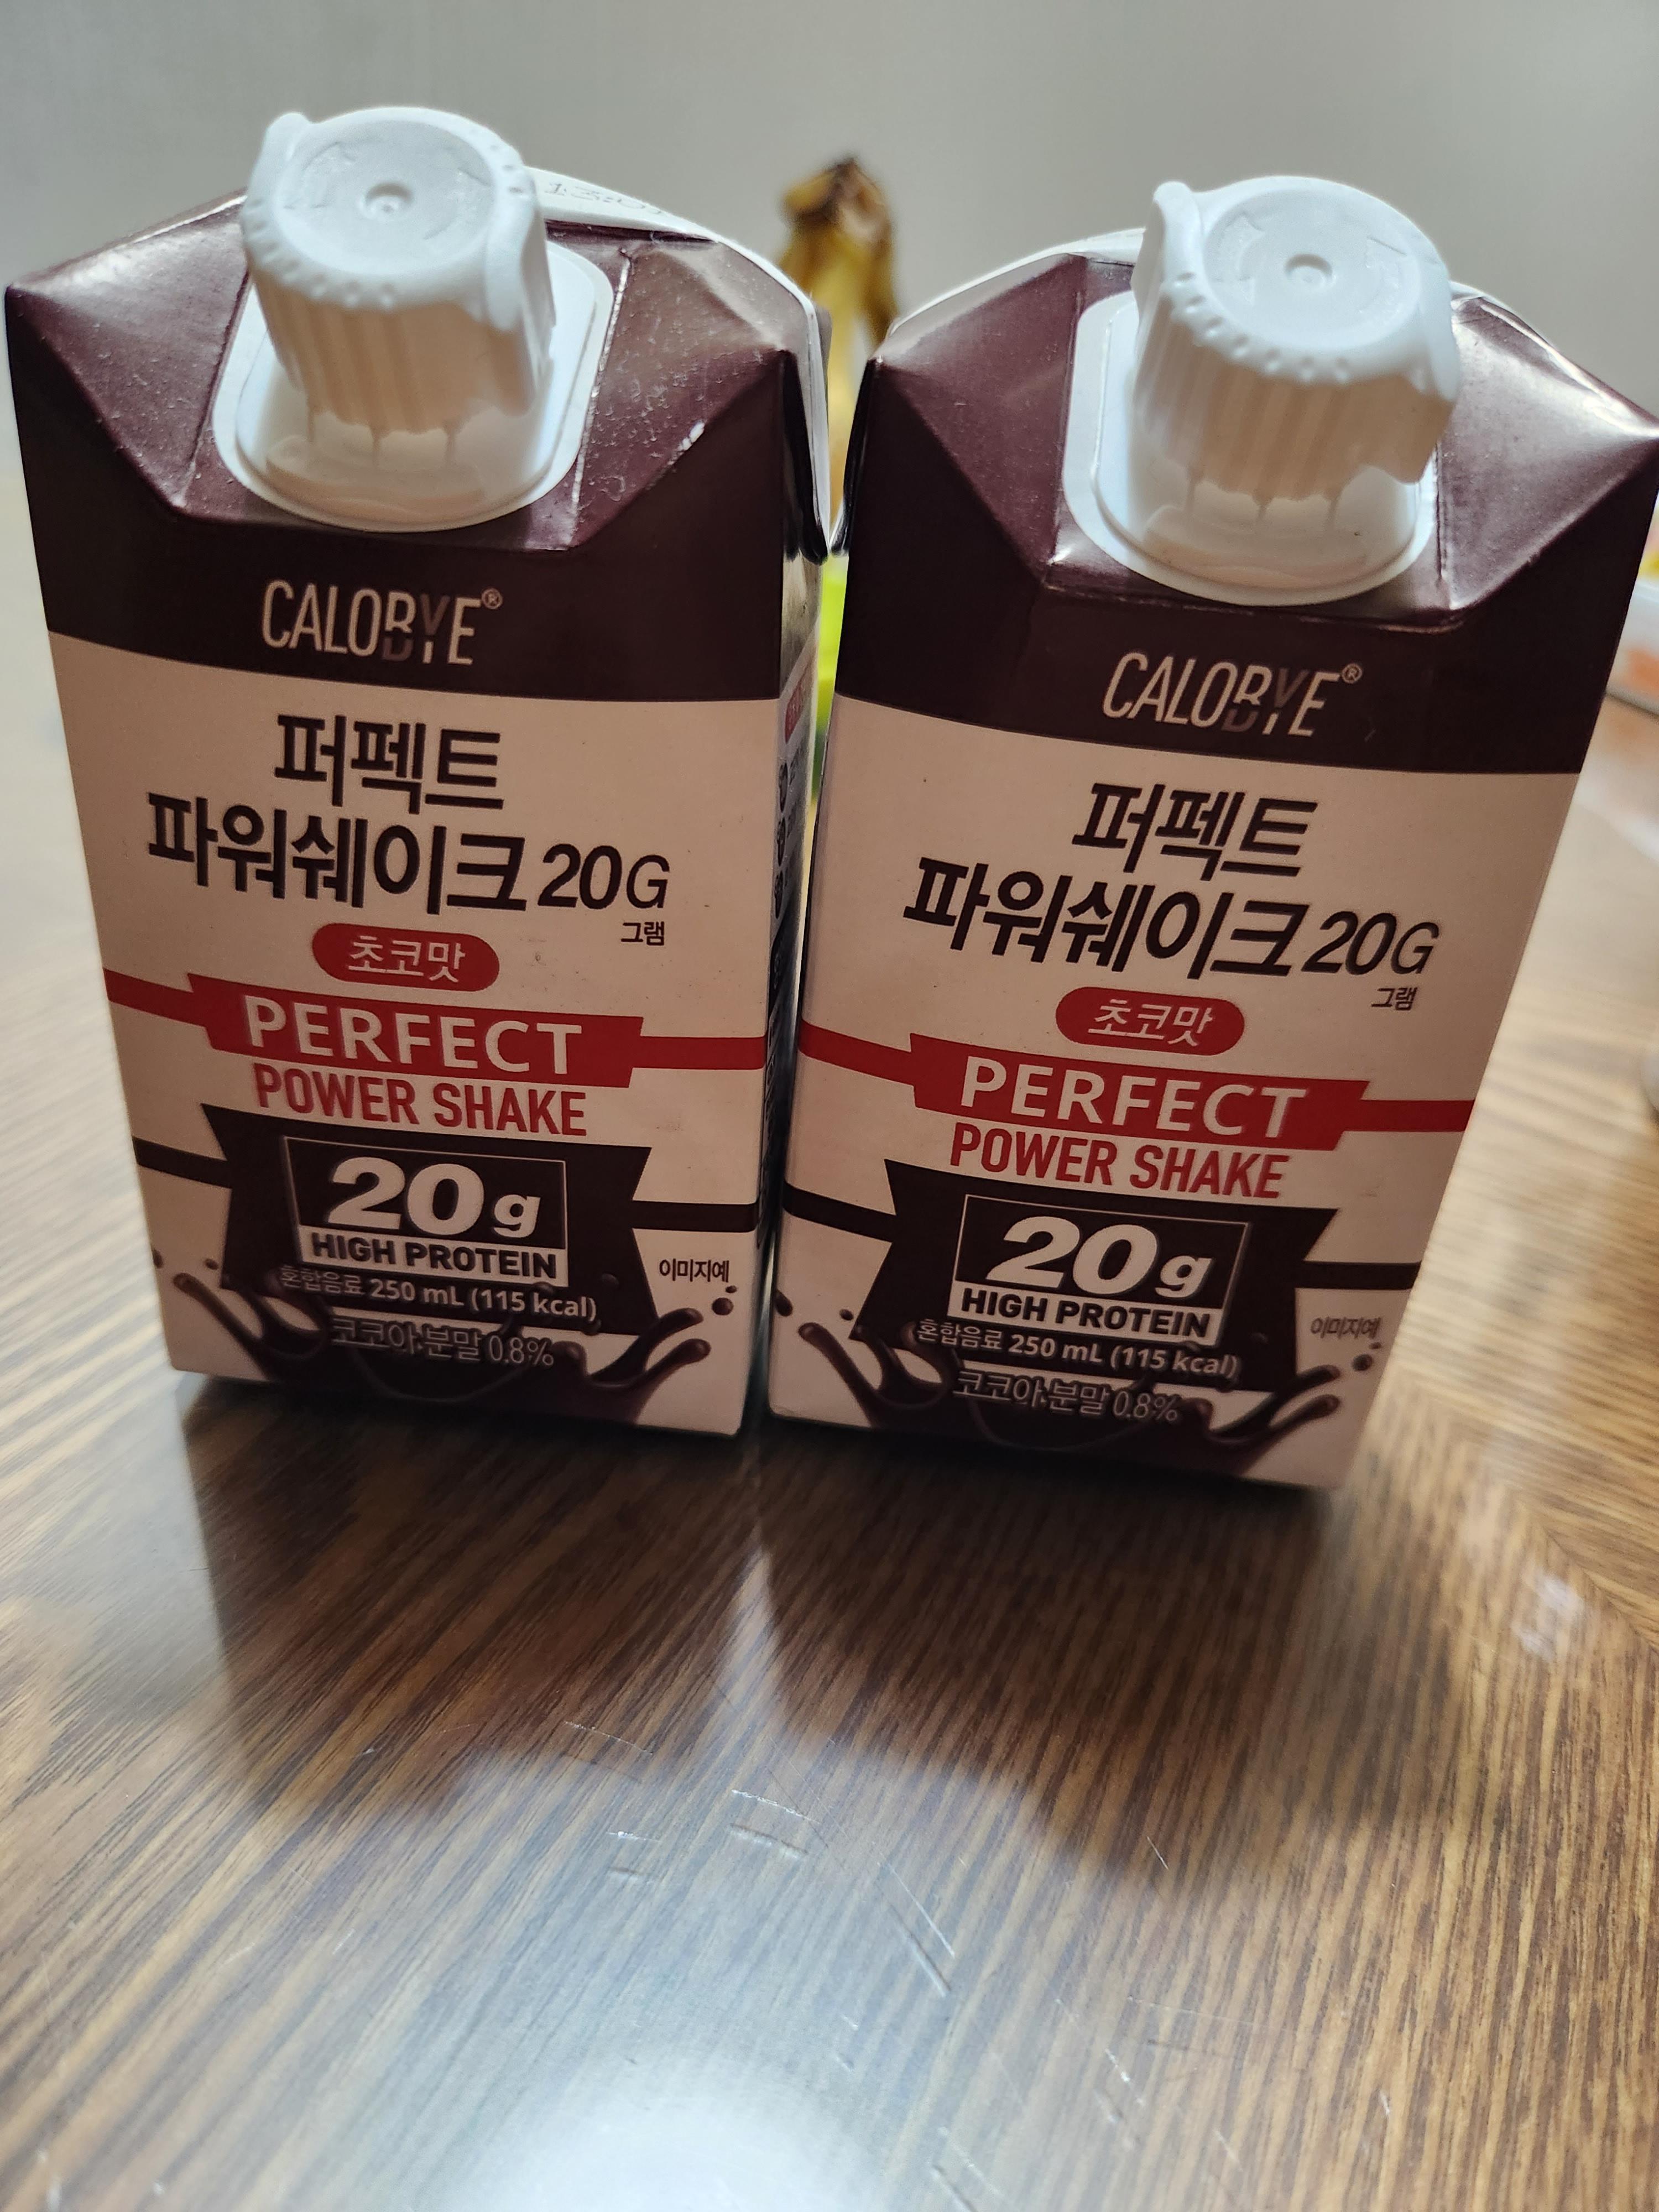 CALOBYE®
퍼펙트
파워쉐이크 20G
그램
초코맛
PERFECT
POWER SHAKE
20g
HIGH PROTEIN
혼합음료 250 mL (115 kcal)
코코아분말 0.8%
이미지예
CALOBYE®
퍼펙트
파워쉐이크 20G
그램
초코맛
PERFECT
POWER SHAKE
20g
HIGH PROTEIN
혼합음료 250 mL (115 kcal)
코코아분말 0.8%
이미지예